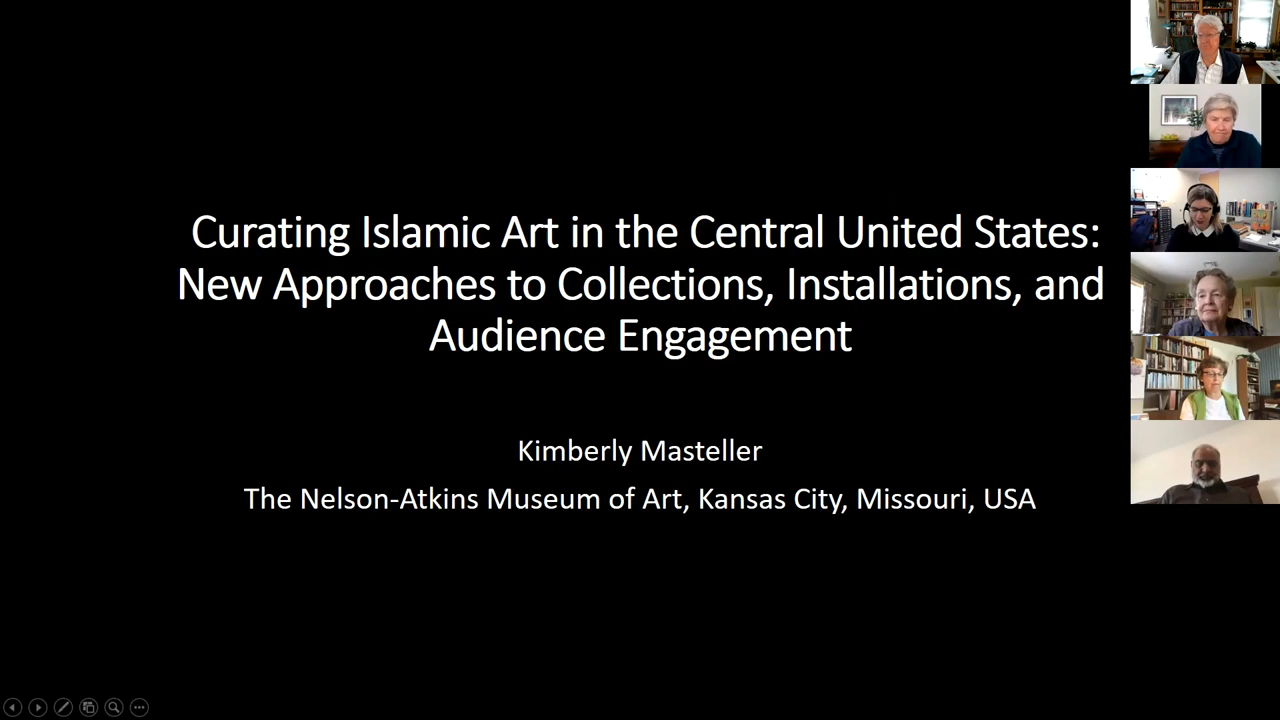 Curating Islamic Art in the Central United States:
New Approaches to Collections, Installations, and
Audience Engagement
Kimberly Masteller
The Nelson-Atkins Museum of Art, Kansas City, Missouri, USA